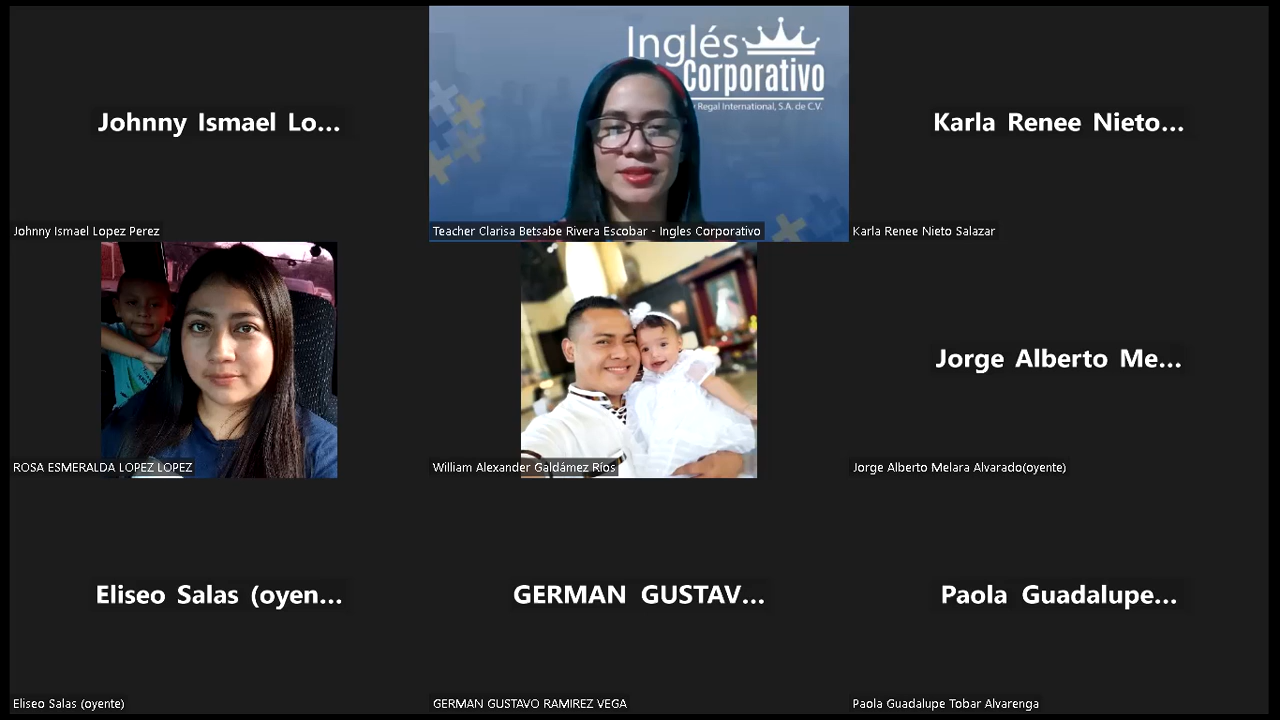 Johnny Ismael Lo...
Johnny Ismael Lopez Perez
Inglés
Corporativo
Regal International, S.A. de C.V.
Teacher Clarisa Betsabe Rivera Escobar - Ingles Corporativo
Karla Renee Nieto...
Karla Renee Nieto Salazar
ROSA ESMERALDA LOPEZ LOPEZ
William Alexander Galdámez Ríos
Jorge Alberto Me...
Jorge Alberto Melara Alvarado(oyente)
Eliseo Salas (oyen...
Eliseo Salas (oyente)
GERMAN GUSTAV...
GERMAN GUSTAVO RAMIREZ VEGA
Paola Guadalupe...
Paola Guadalupe Tobar Alvarenga